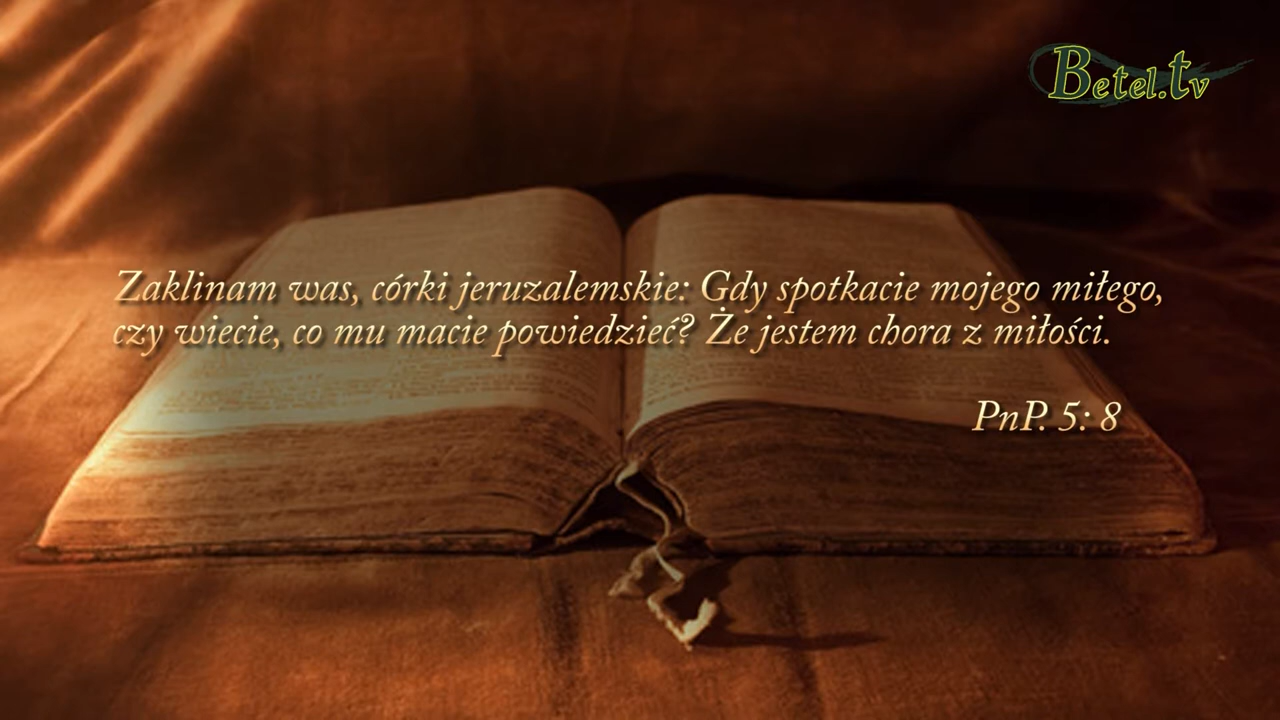 Betel.tv
Zaklinam was, córki jeruzalemskie: Gdy spotkacie mojego miłego,
czy wiecie, co mu macie powiedzieć? Że jestem chora z miłości.
PnP. 5: 8